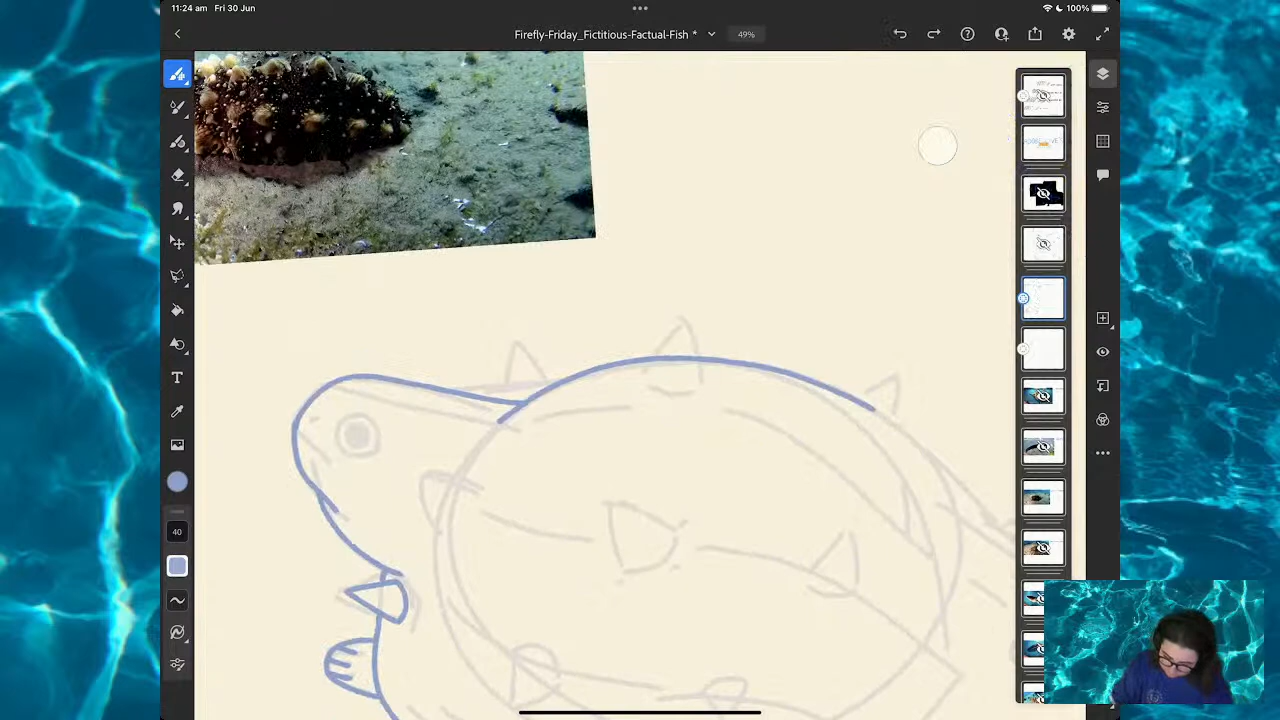 11:24 am Fri 30 Jun
100%
Firefly-Friday_Fictitious-Factual-Fish *
49%
T
40